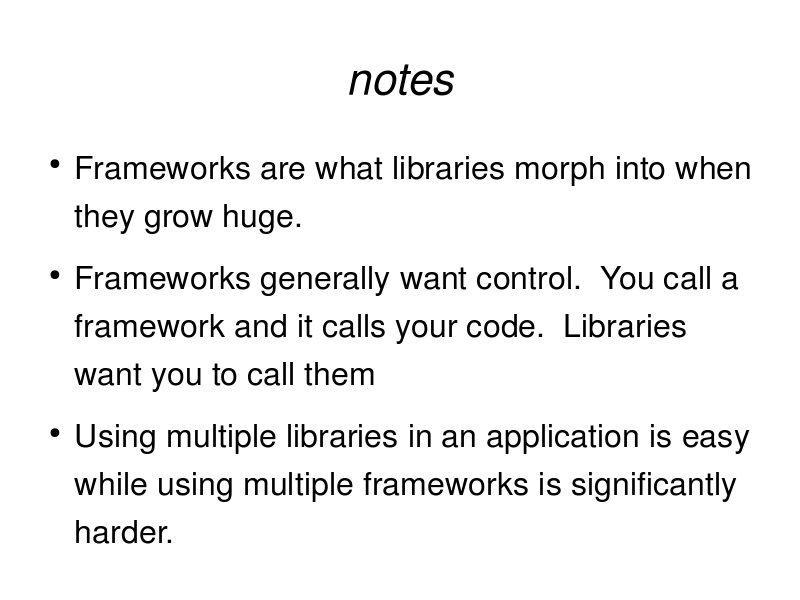 notes
• Frameworks are what libraries morph into when
they grow huge.
• Frameworks generally want control.  You call a
framework and it calls your code.  Libraries
want you to call them
• Using multiple libraries in an application is easy
while using multiple frameworks is significantly
harder.